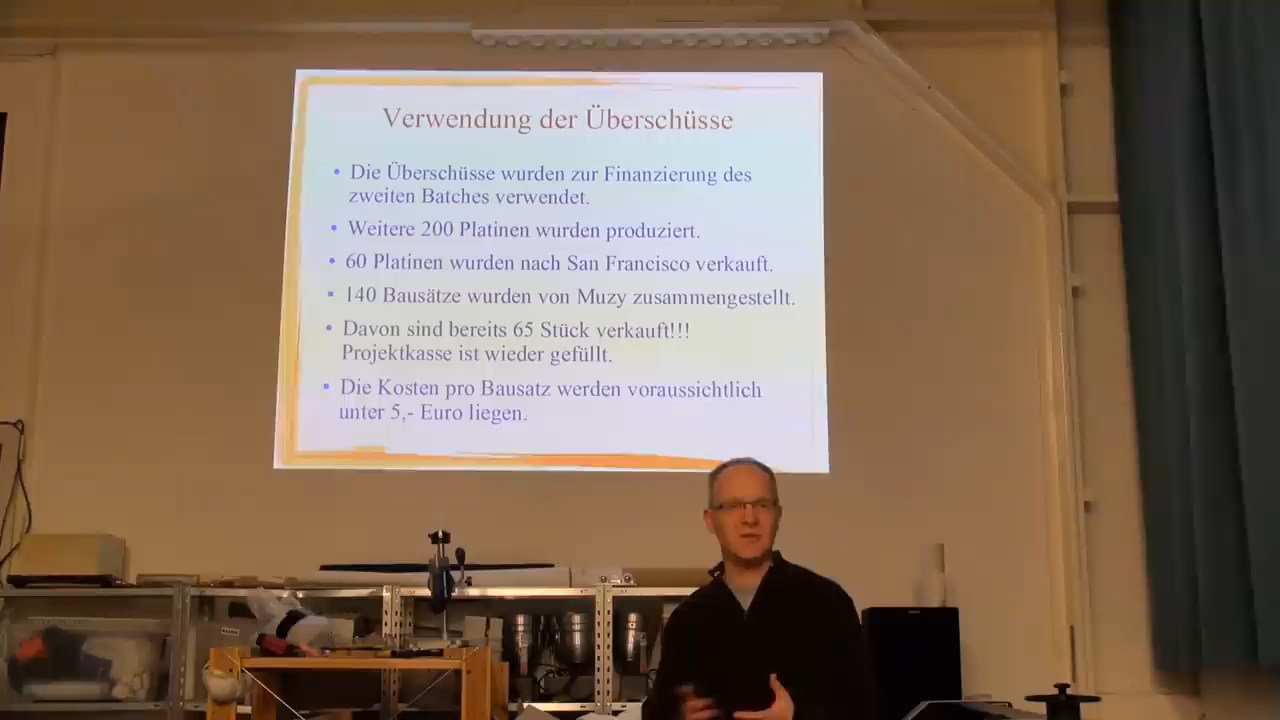 Verwendung der Überschüsse
• Die Überschüsse wurden zur Finanzierung des
zweiten Batches verwendet.
• Weitere 200 Platinen wurden produziert.
• 60 Platinen wurden nach San Francisco verkauft.
• 140 Bausätze wurden von Muzy zusammengestellt.
• Davon sind bereits 65 Stück verkauft!!!
Projektkasse ist wieder gefüllt.
• Die Kosten pro Bausatz werden voraussichtlich
unter 5,- Euro liegen.